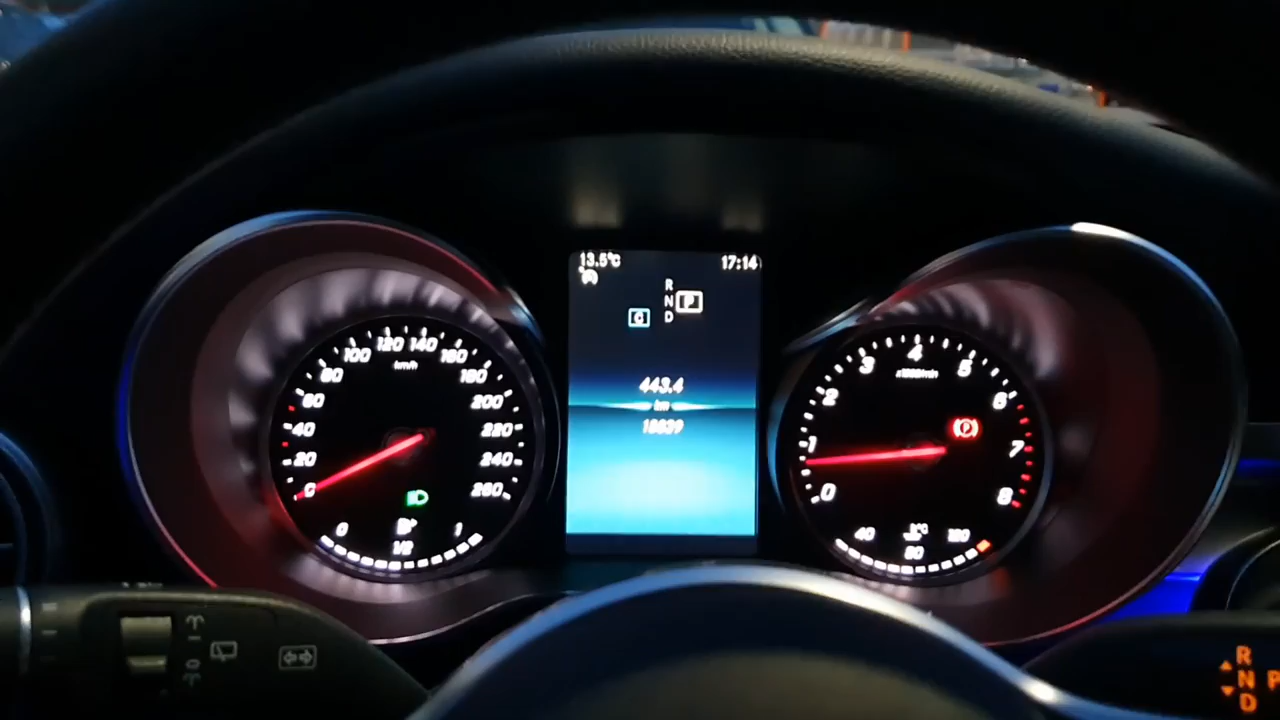 13.5°C 17:14
R
N P
D
C
443.4
km
18839
0
20
40
60
80
100
120
140
160
180
200
220
240
260
km/h
0 1/2 1
0
1
2
3
4
5
6
7
8
x1000/min
(P)
40 80 120
°C
R
N P
D